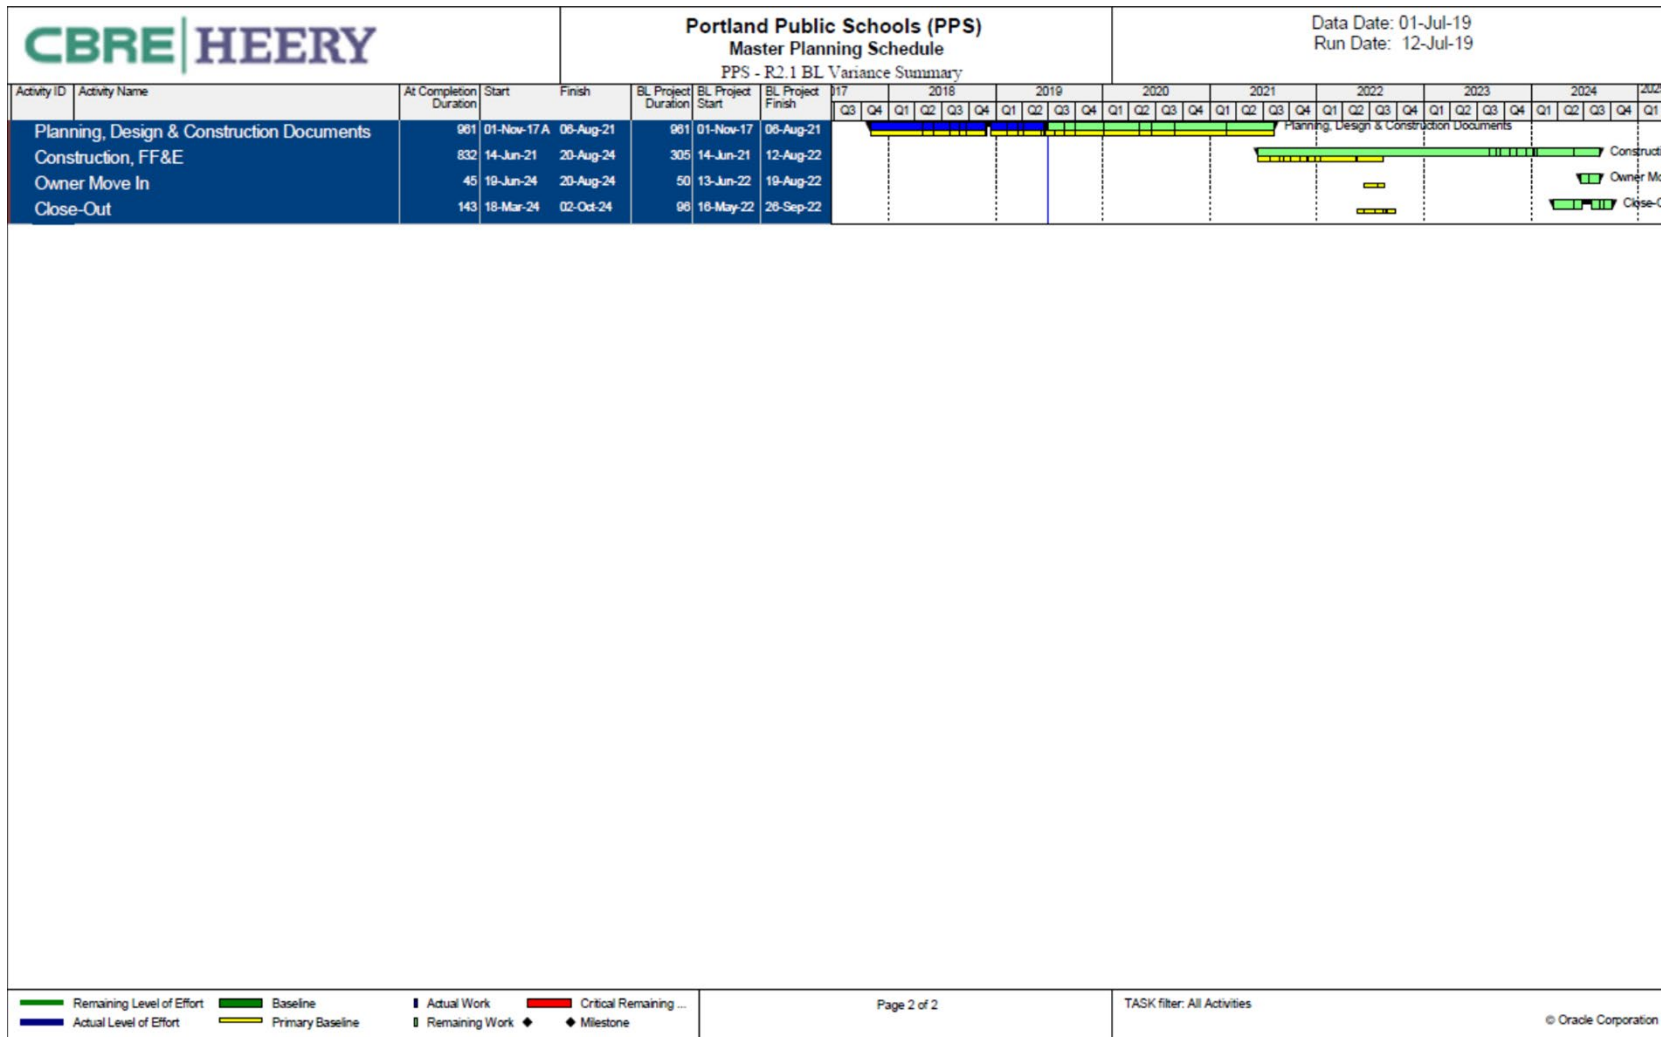 CBRE HEERY
Portland Public Schools (PPS)
Master Planning Schedule
PPS - R2.1 BL Variance Summary
Data Date: 01-Jul-19
Run Date: 12-Jul-19
Activity ID Activity Name At Completion Duration Start Finish BL Project Duration BL Project Start BL Project Finish
17 2018 2019 2020 2021 2022 2023 2024 202
Q3 Q4 Q1 Q2 Q3 Q4 Q1 Q2 Q3 Q4 Q1 Q2 Q3 Q4 Q1 Q2 Q3 Q4 Q1 Q2 Q3 Q4 Q1 Q2 Q3 Q4 Q1 Q2 Q3 Q4 Q1
Planning, Design & Construction Documents 961 01-Nov-17 A 06-Aug-21 961 01-Nov-17 06-Aug-21 Planning, Design & Construction Documents
Construction, FF&E 832 14-Jun-21 20-Aug-24 305 14-Jun-21 12-Aug-22 Constructi
Owner Move In 45 19-Jun-24 20-Aug-24 50 13-Jun-22 19-Aug-22 Owner Mo
Close-Out 143 18-Mar-24 02-Oct-24 96 16-May-22 26-Sep-22 Close-O
Remaining Level of Effort Baseline Actual Work Critical Remaining ...
Actual Level of Effort Primary Baseline Remaining Work Milestone
Page 2 of 2
TASK filter: All Activities
© Oracle Corporation